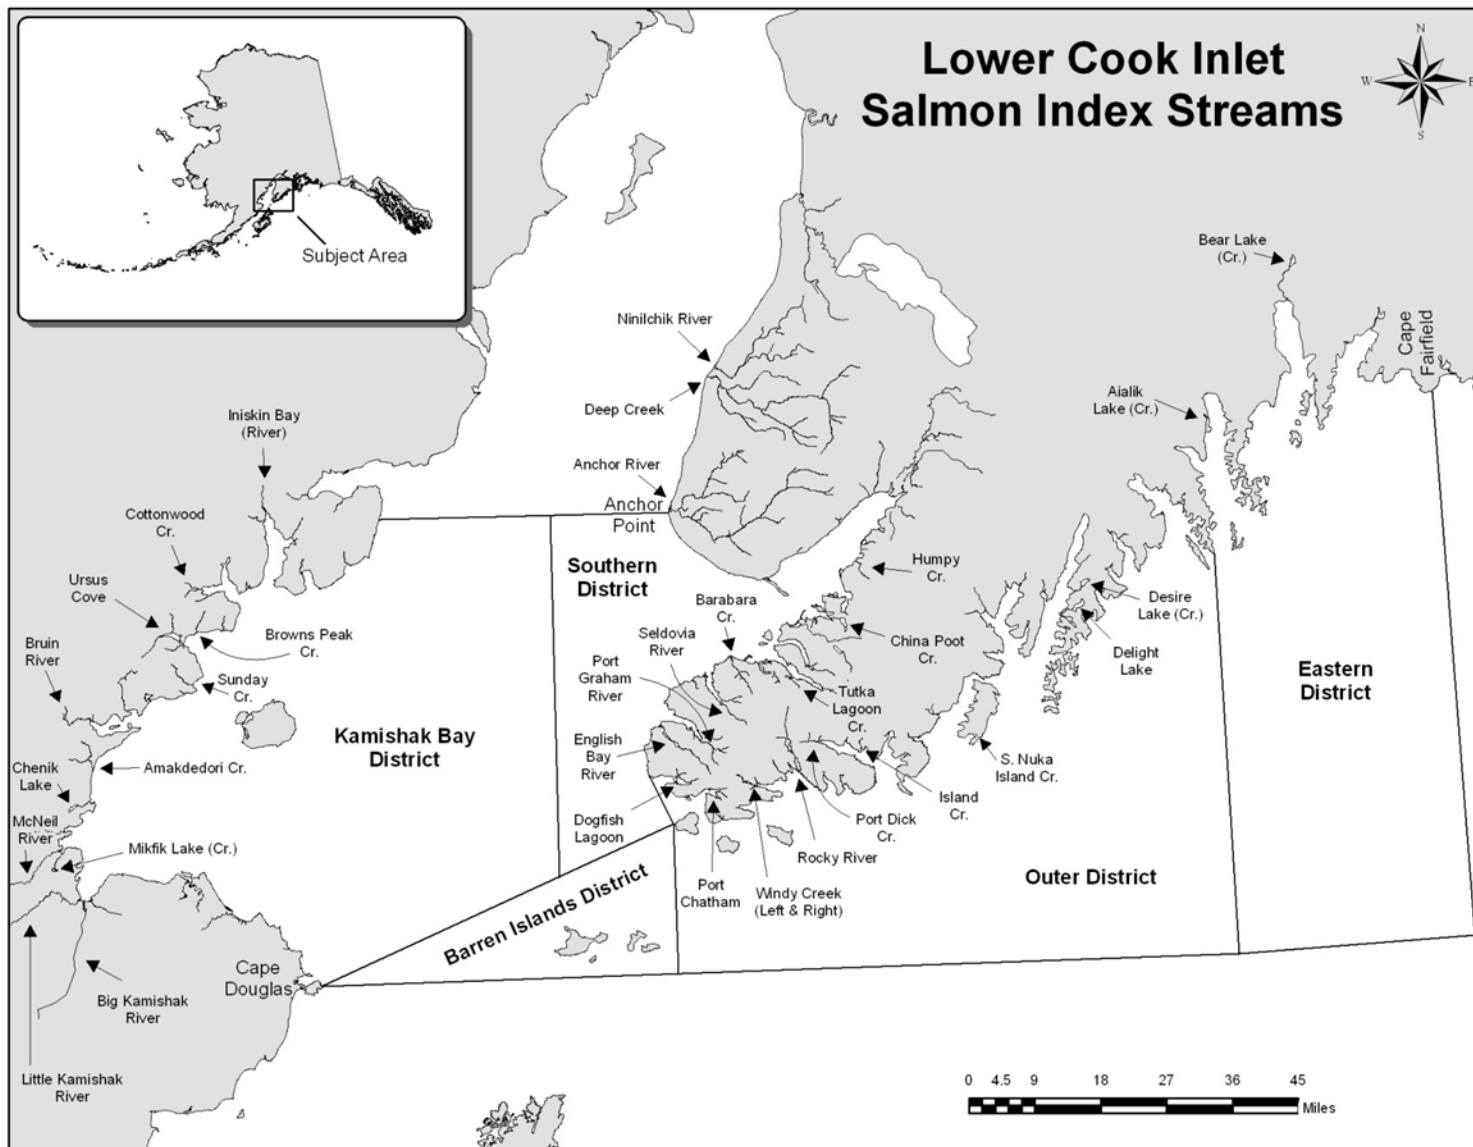 Lower Cook Inlet
Salmon Index Streams
N
W
E
S
Subject Area
Bear Lake
(Cr.)
Cape
Fairfield
Ninilchik River
Aialik
Lake (Cr.)
Deep Creek
Iniskin Bay
(River)
Anchor River
Anchor
Point
Cottonwood
Cr.
Southern
District
Humpy
Cr.
Ursus
Cove
Barabara
Cr.
Desire
Lake (Cr.)
Bruin
River
Browns Peak
Cr.
Seldovia
River
China Poot
Cr.
Delight
Lake
Eastern
District
Port
Graham
River
Sunday
Cr.
Tutka
Lagoon
Cr.
Kamishak Bay
District
English
Bay
River
S. Nuka
Island Cr.
Chenik
Lake
Amakdedori Cr.
Island
Cr.
McNeil
River
Dogfish
Lagoon
Port Dick
Cr.
Mikfik Lake (Cr.)
Rocky River
Outer District
Port
Chatham
Windy Creek
(Left & Right)
Barren Islands District
Cape
Douglas
Big Kamishak
River
Little Kamishak
River
0 4.5 9 18 27 36 45
Miles